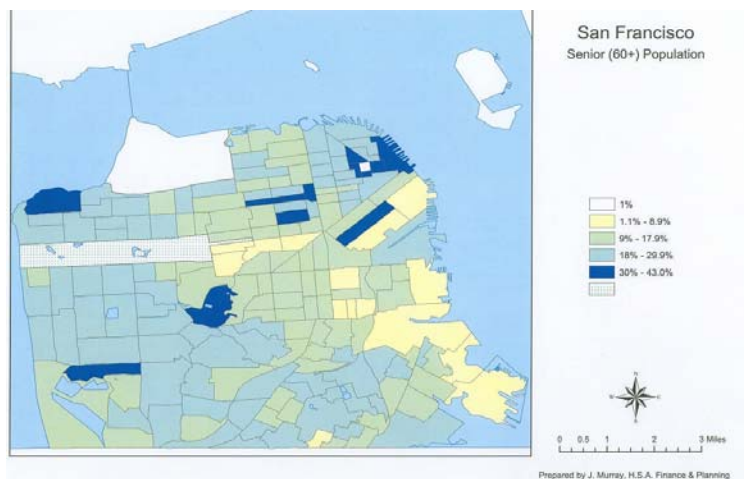 San Francisco
Senior (60+) Population
1%
1.1% - 8.9%
9% - 17.9%
18% - 29.9%
30% - 43.0%
N
W
E
S
0 0.5 1 2 3 Miles
Prepared by J. Murray, H.S.A. Finance & Planning